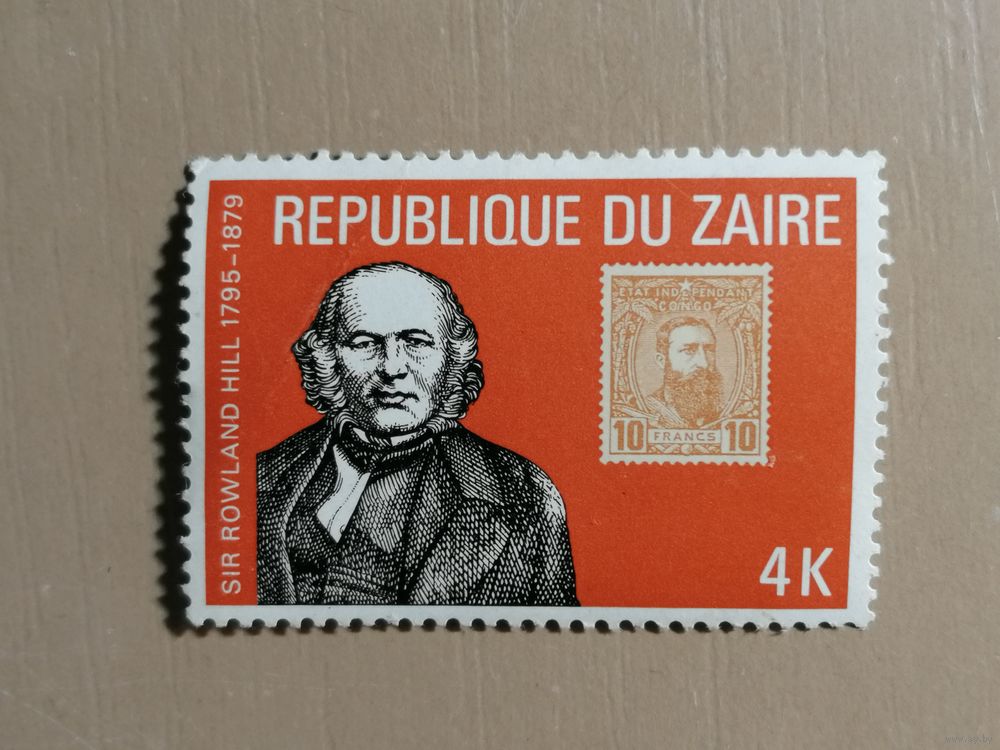 REPUBLIQUE DU ZAIRE
SIR ROWLAND HILL 1795-1879
ETAT INDEPENDANT
CONGO
10 FRANCS 10
4K